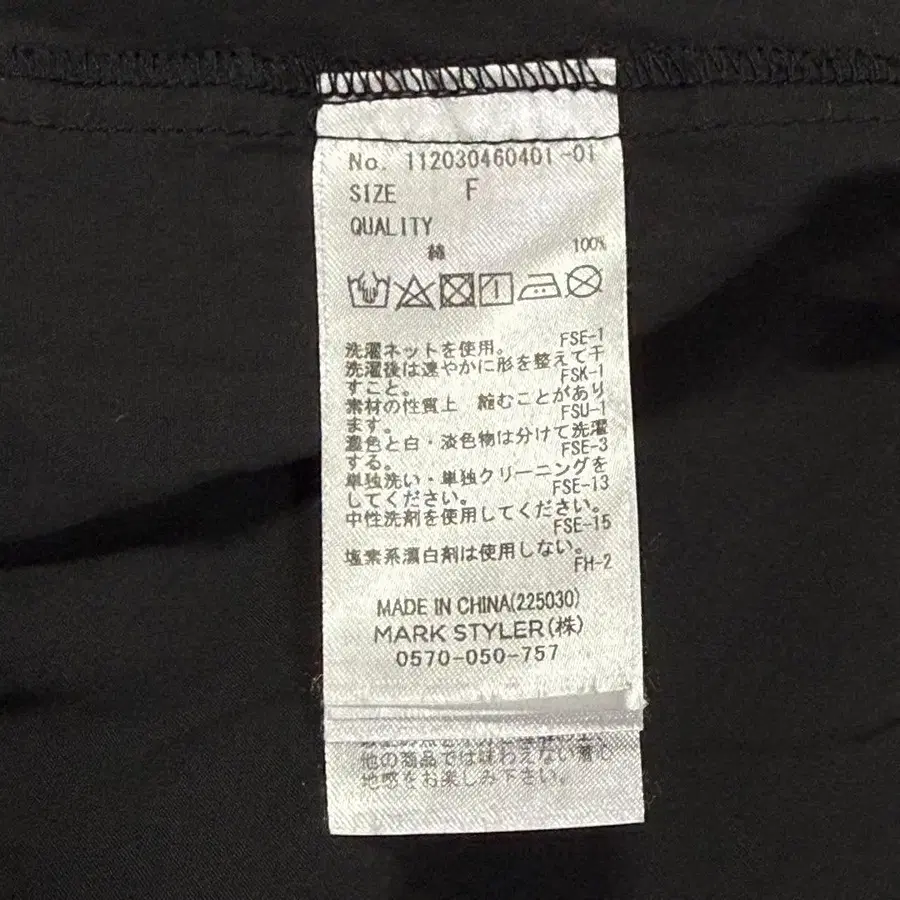 No. 112030460401-01
SIZE F
QUALITY
綿 100%
洗濯ネットを使用。 FSE-1
洗濯後は速やかに形を整えて干
すこと。 FSK-1
素材の性質上 縮むことがあり
ます。 FSU-1
濃色と白・淡色物は分けて洗濯
する。 FSE-3
単独洗い・単独クリーニングを
してください。 FSE-13
中性洗剤を使用してください。
FSE-15
塩素系漂白剤は使用しない。
FH-2
MADE IN CHINA(225030)
MARK STYLER(株)
0570-050-757
他の商品では味わえない着心
地感をお楽しみ下さい。